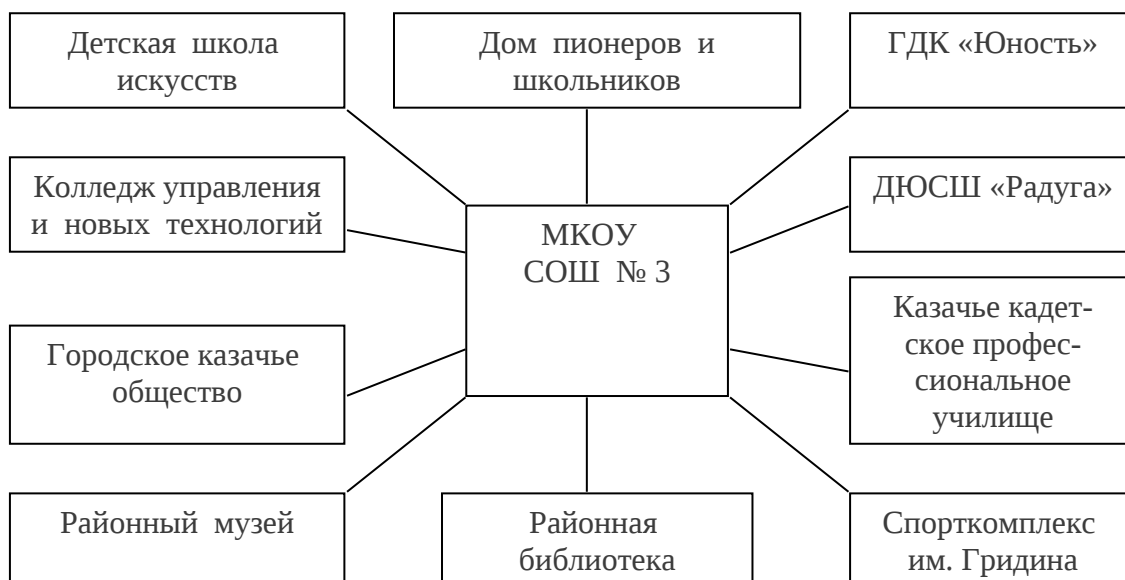 Детская школа
искусств
Дом пионеров и
школьников
ГДК «Юность»
Колледж управления
и новых технологий
ДЮСШ «Радуга»
МКОУ
СОШ № 3
Городское казачье
общество
Казачье кадет-
ское профес-
сиональное
училище
Районный музей
Районная
библиотека
Спорткомплекс
им. Гридина